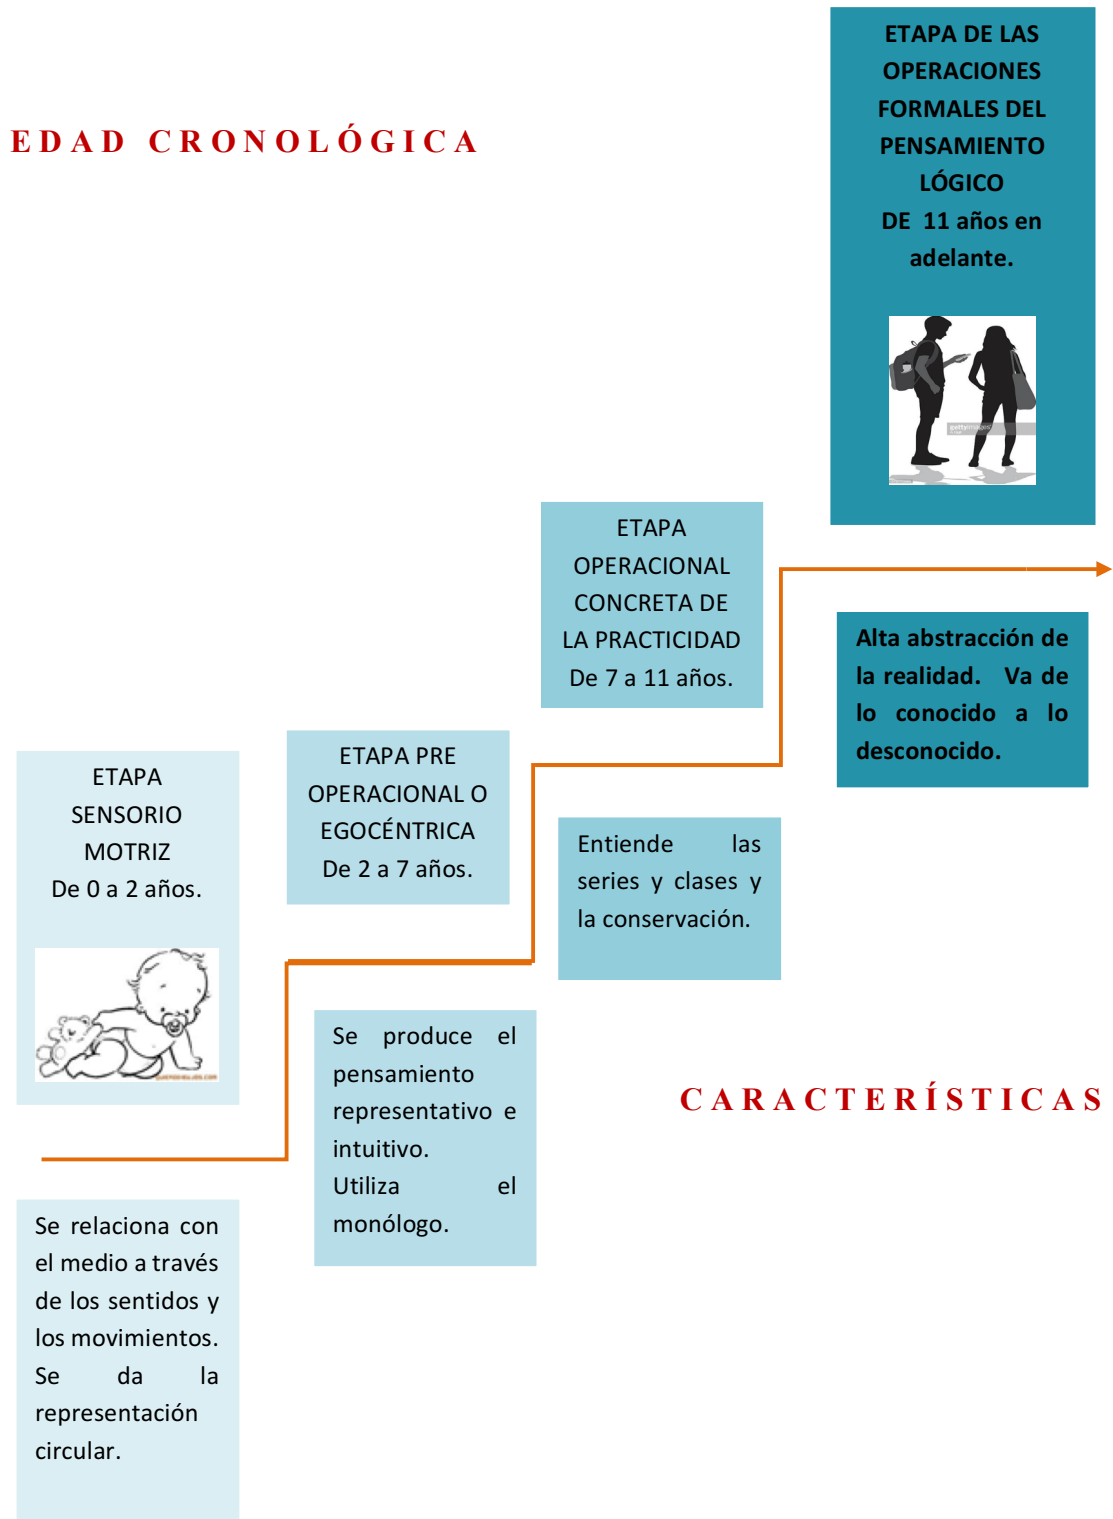 ETAPA DE LAS
OPERACIONES
FORMALES DEL
PENSAMIENTO
LÓGICO
DE 11 años en
adelante.
EDAD CRONOLÓGICA
gettyimages
ETAPA
OPERACIONAL
CONCRETA DE
LA PRACTICIDAD
De 7 a 11 años.
Alta abstracción de
la realidad. Va de
lo conocido a lo
desconocido.
ETAPA PRE
OPERACIONAL O
EGOCÉNTRICA
De 2 a 7 años.
ETAPA
SENSORIO
MOTRIZ
De 0 a 2 años.
Entiende las
series y clases y
la conservación.
Se produce el
pensamiento
representativo e
intuitivo.
Utiliza el
monólogo.
CARACTERÍSTICAS
Se relaciona con
el medio a través
de los sentidos y
los movimientos.
Se da la
representación
circular.